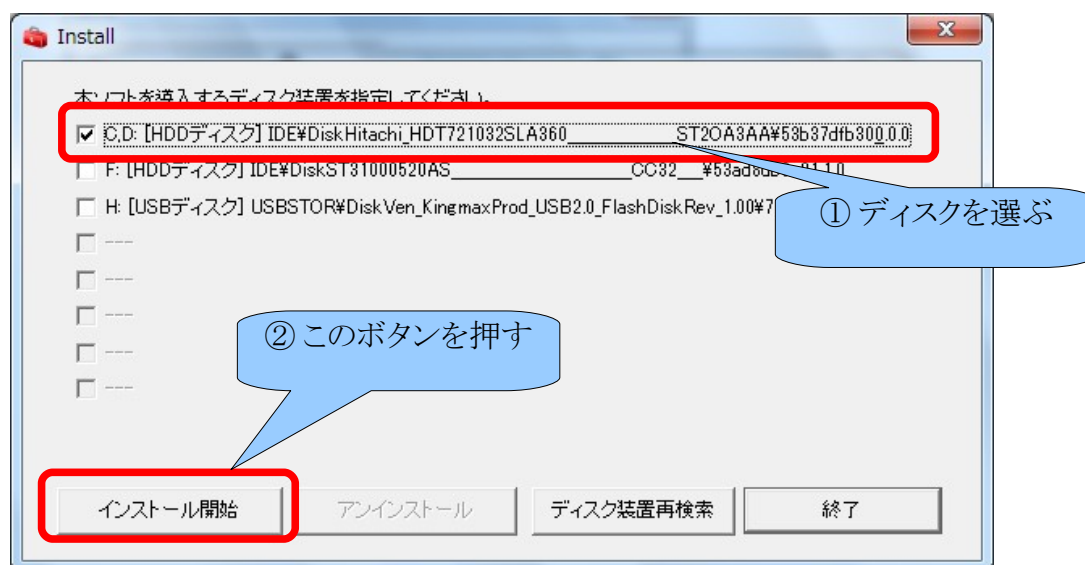 Install
本ソフトを導入するディスク装置を指定してください。
C,D: [HDDディスク] IDE¥DiskHitachi_HDT721032SLA360____________ST2OA3AA¥53b37dfb300.0.0
F: [HDDディスク] IDE¥DiskST31000520AS____________________CC32___¥53ad8db
H: [USBディスク] USBSTOR¥DiskVen_KingmaxProd_USB2.0_FlashDiskRev_1.00¥7
① ディスクを選ぶ
---
---
---
---
---
② このボタンを押す
インストール開始
アンインストール
ディスク装置再検索
終了